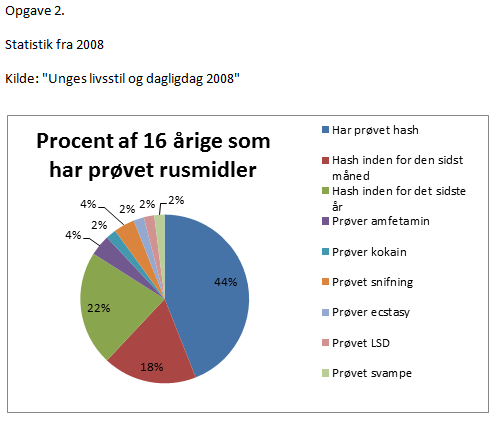 Opgave 2.
Statistik fra 2008
Kilde: "Unges livsstil og dagligdag 2008"
Procent af 16 årige som
har prøvet rusmidler
44%
18%
22%
4%
2%
4%
2%
2%
2%
Har prøvet hash
Hash inden for den sidst
måned
Hash inden for det sidste
år
Prøver amfetamin
Prøver kokain
Prøvet snifning
Prøver ecstasy
Prøvet LSD
Prøvet svampe